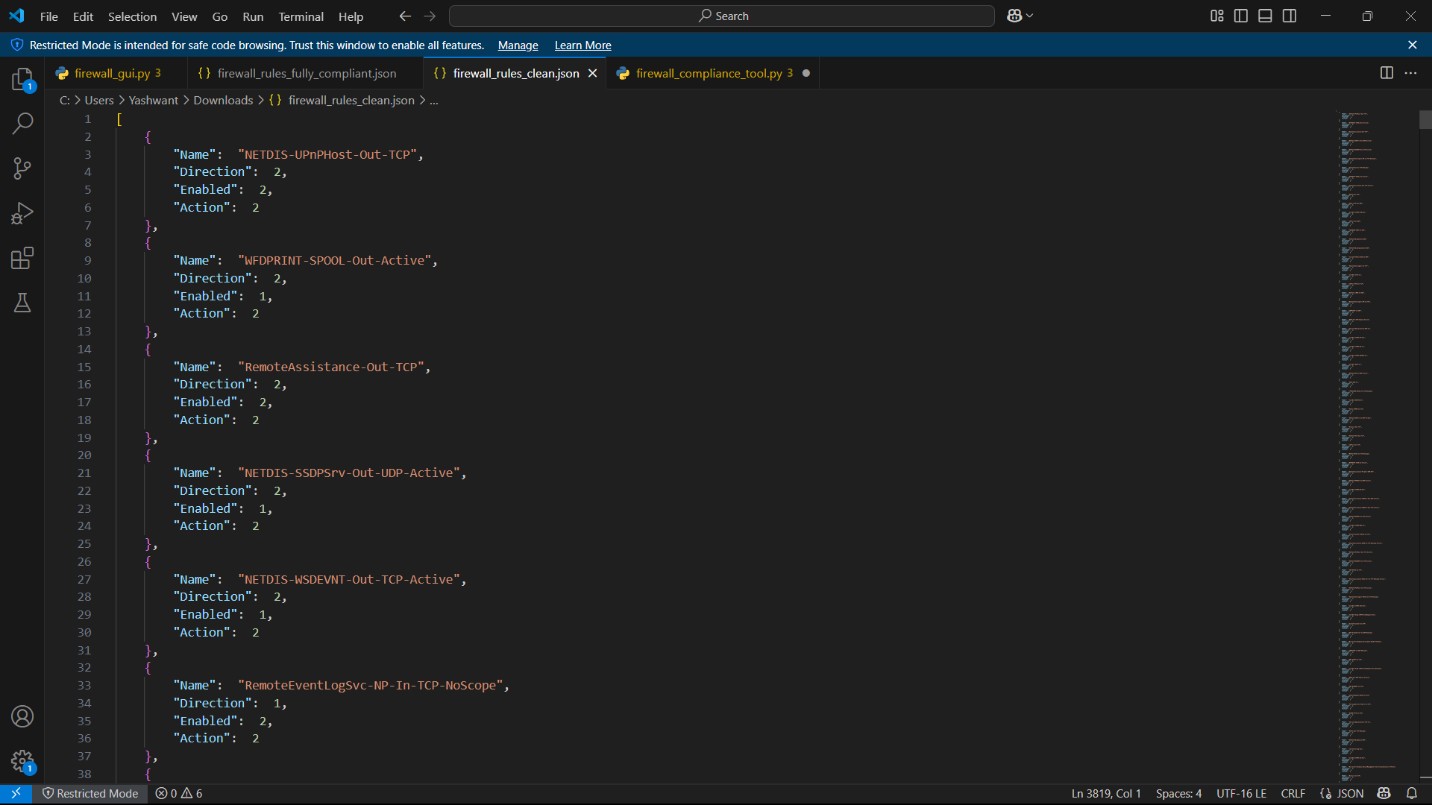 File Edit Selection View Go Run Terminal Help Search
Restricted Mode is intended for safe code browsing. Trust this window to enable all features. Manage Learn More
firewall_gui.py 3 {} firewall_rules_fully_compliant.json {} firewall_rules_clean.json firewall_compliance_tool.py 3
C: > Users > Yashwant > Downloads > {} firewall_rules_clean.json > ...
1 [
2 {
3 "Name": "NETDIS-UPnPHost-Out-TCP",
4 "Direction": 2,
5 "Enabled": 2,
6 "Action": 2
7 },
8 {
9 "Name": "WFDPRINT-SPOOL-Out-Active",
10 "Direction": 2,
11 "Enabled": 1,
12 "Action": 2
13 },
14 {
15 "Name": "RemoteAssistance-Out-TCP",
16 "Direction": 2,
17 "Enabled": 2,
18 "Action": 2
19 },
20 {
21 "Name": "NETDIS-SSDPSrv-Out-UDP-Active",
22 "Direction": 2,
23 "Enabled": 1,
24 "Action": 2
25 },
26 {
27 "Name": "NETDIS-WSDEVNT-Out-TCP-Active",
28 "Direction": 2,
29 "Enabled": 1,
30 "Action": 2
31 },
32 {
33 "Name": "RemoteEventLogSvc-NP-In-TCP-NoScope",
34 "Direction": 1,
35 "Enabled": 2,
36 "Action": 2
37 },
38 {
1
1
Restricted Mode 0 6 Ln 3819, Col 1 Spaces: 4 UTF-16 LE CRLF {} JSON